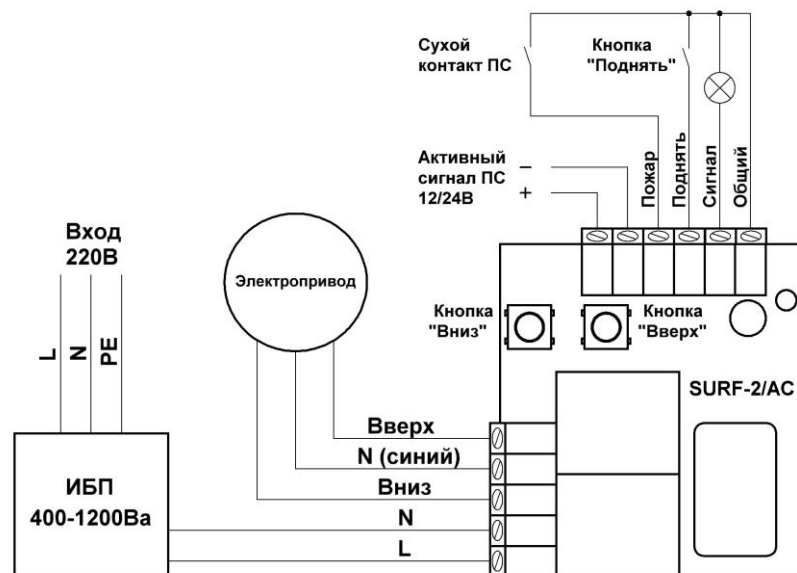 Сухой
контакт ПС
Кнопка
"Поднять"
Активный
сигнал ПС
12/24В
–
+
Пожар
Поднять
Сигнал
Общий
Вход
220В
L
N
PE
Электропривод
Кнопка
"Вниз"
Кнопка
"Вверх"
SURF-2/AC
Вверх
N (синий)
Вниз
N
L
ИБП
400-1200Ва